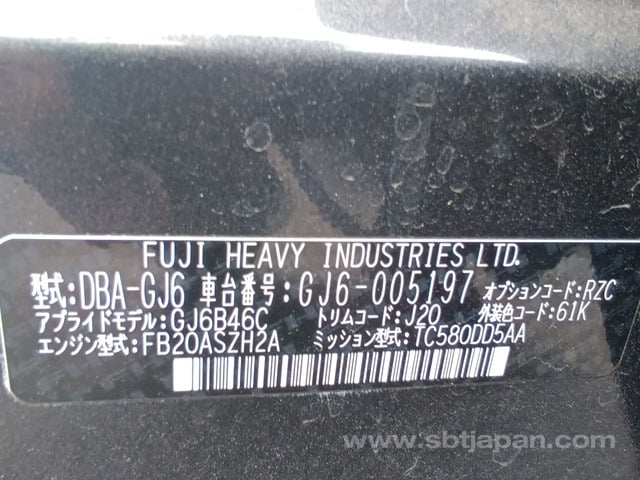 FUJI HEAVY INDUSTRIES LTD.
型式:DBA-GJ6 車台番号:GJ6-005197 オプションコード:RZC
アプライドモデル:GJ6B46C トリムコード:J20 外装色コード:61K
エンジン型式:FB20ASZH2A ミッション型式:TC580DD5AA
www.sbtjapan.com